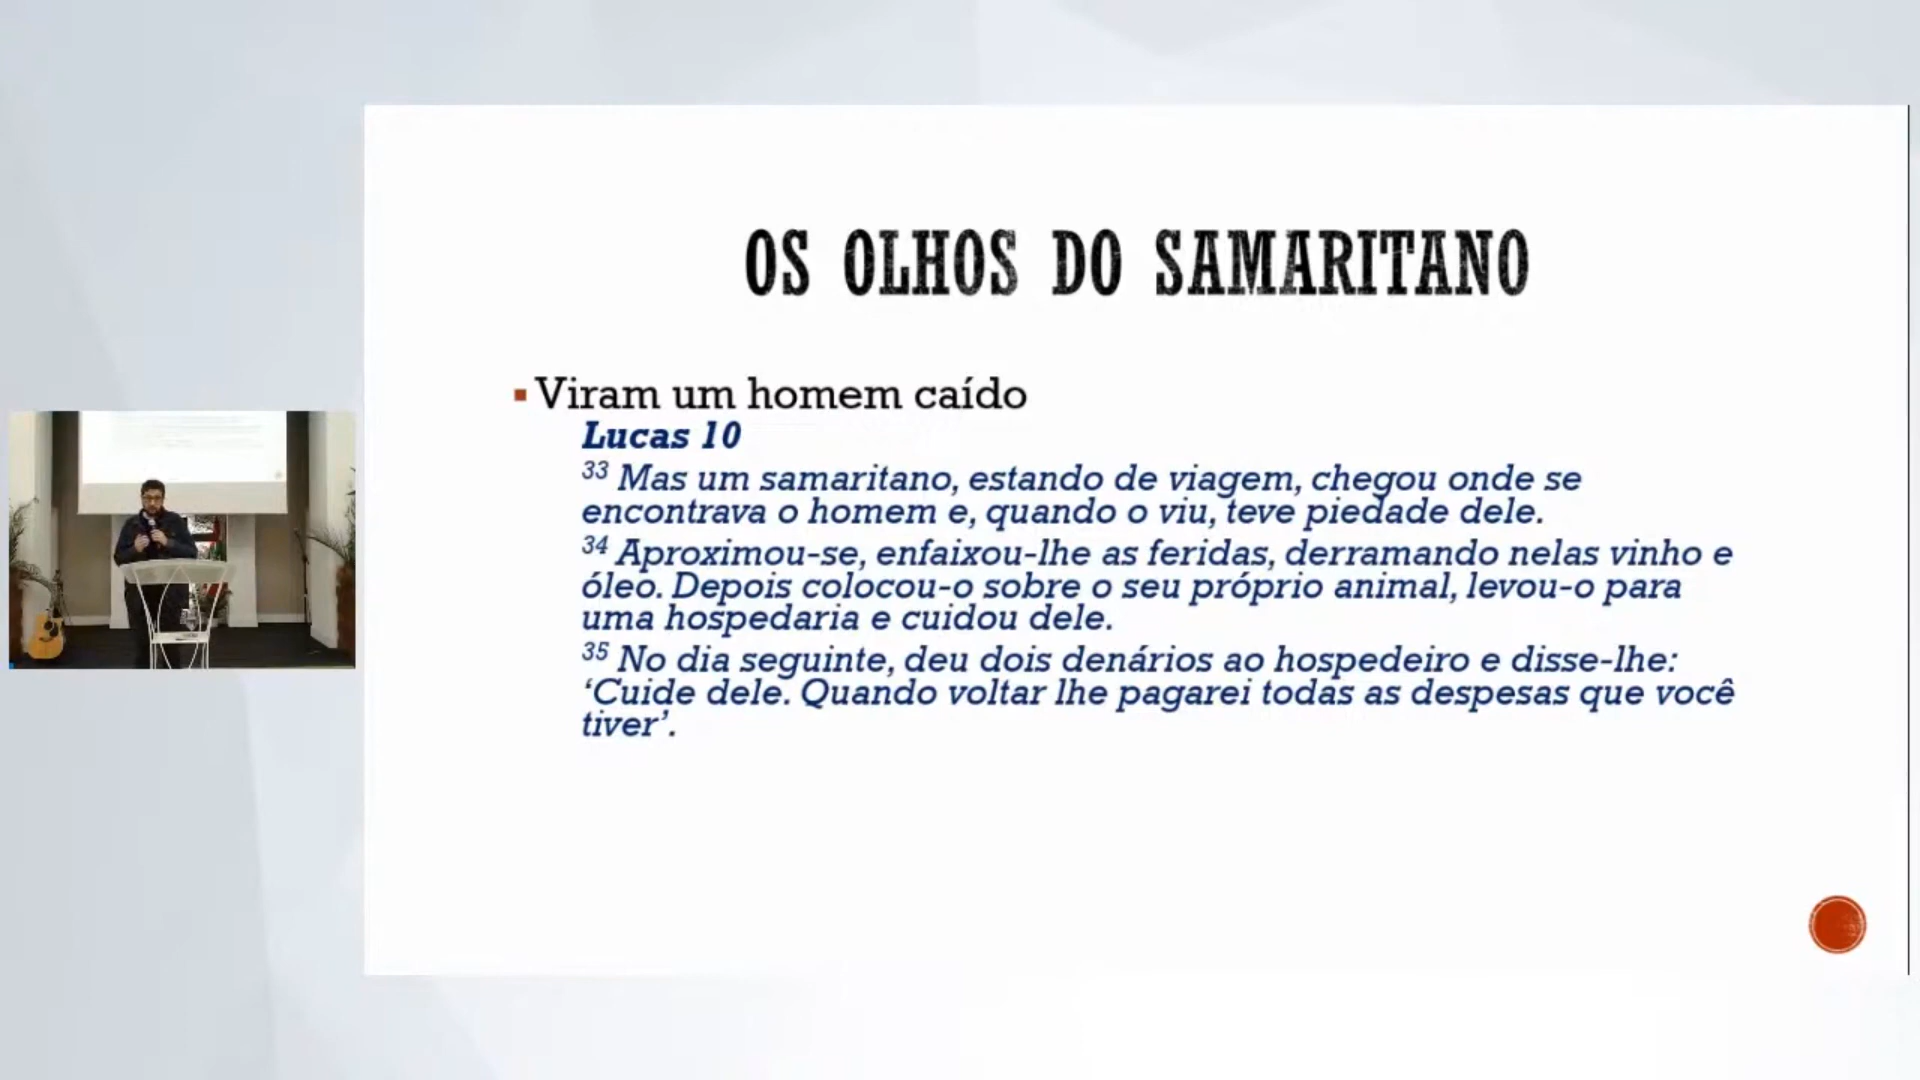 OS OLHOS DO SAMARITANO
▪ Viram um homem caído
Lucas 10
33 Mas um samaritano, estando de viagem, chegou onde se
encontrava o homem e, quando o viu, teve piedade dele.
34 Aproximou-se, enfaixou-lhe as feridas, derramando nelas vinho e
óleo. Depois colocou-o sobre o seu próprio animal, levou-o para
uma hospedaria e cuidou dele.
35 No dia seguinte, deu dois denários ao hospedeiro e disse-lhe:
‘Cuide dele. Quando voltar lhe pagarei todas as despesas que você
tiver’.